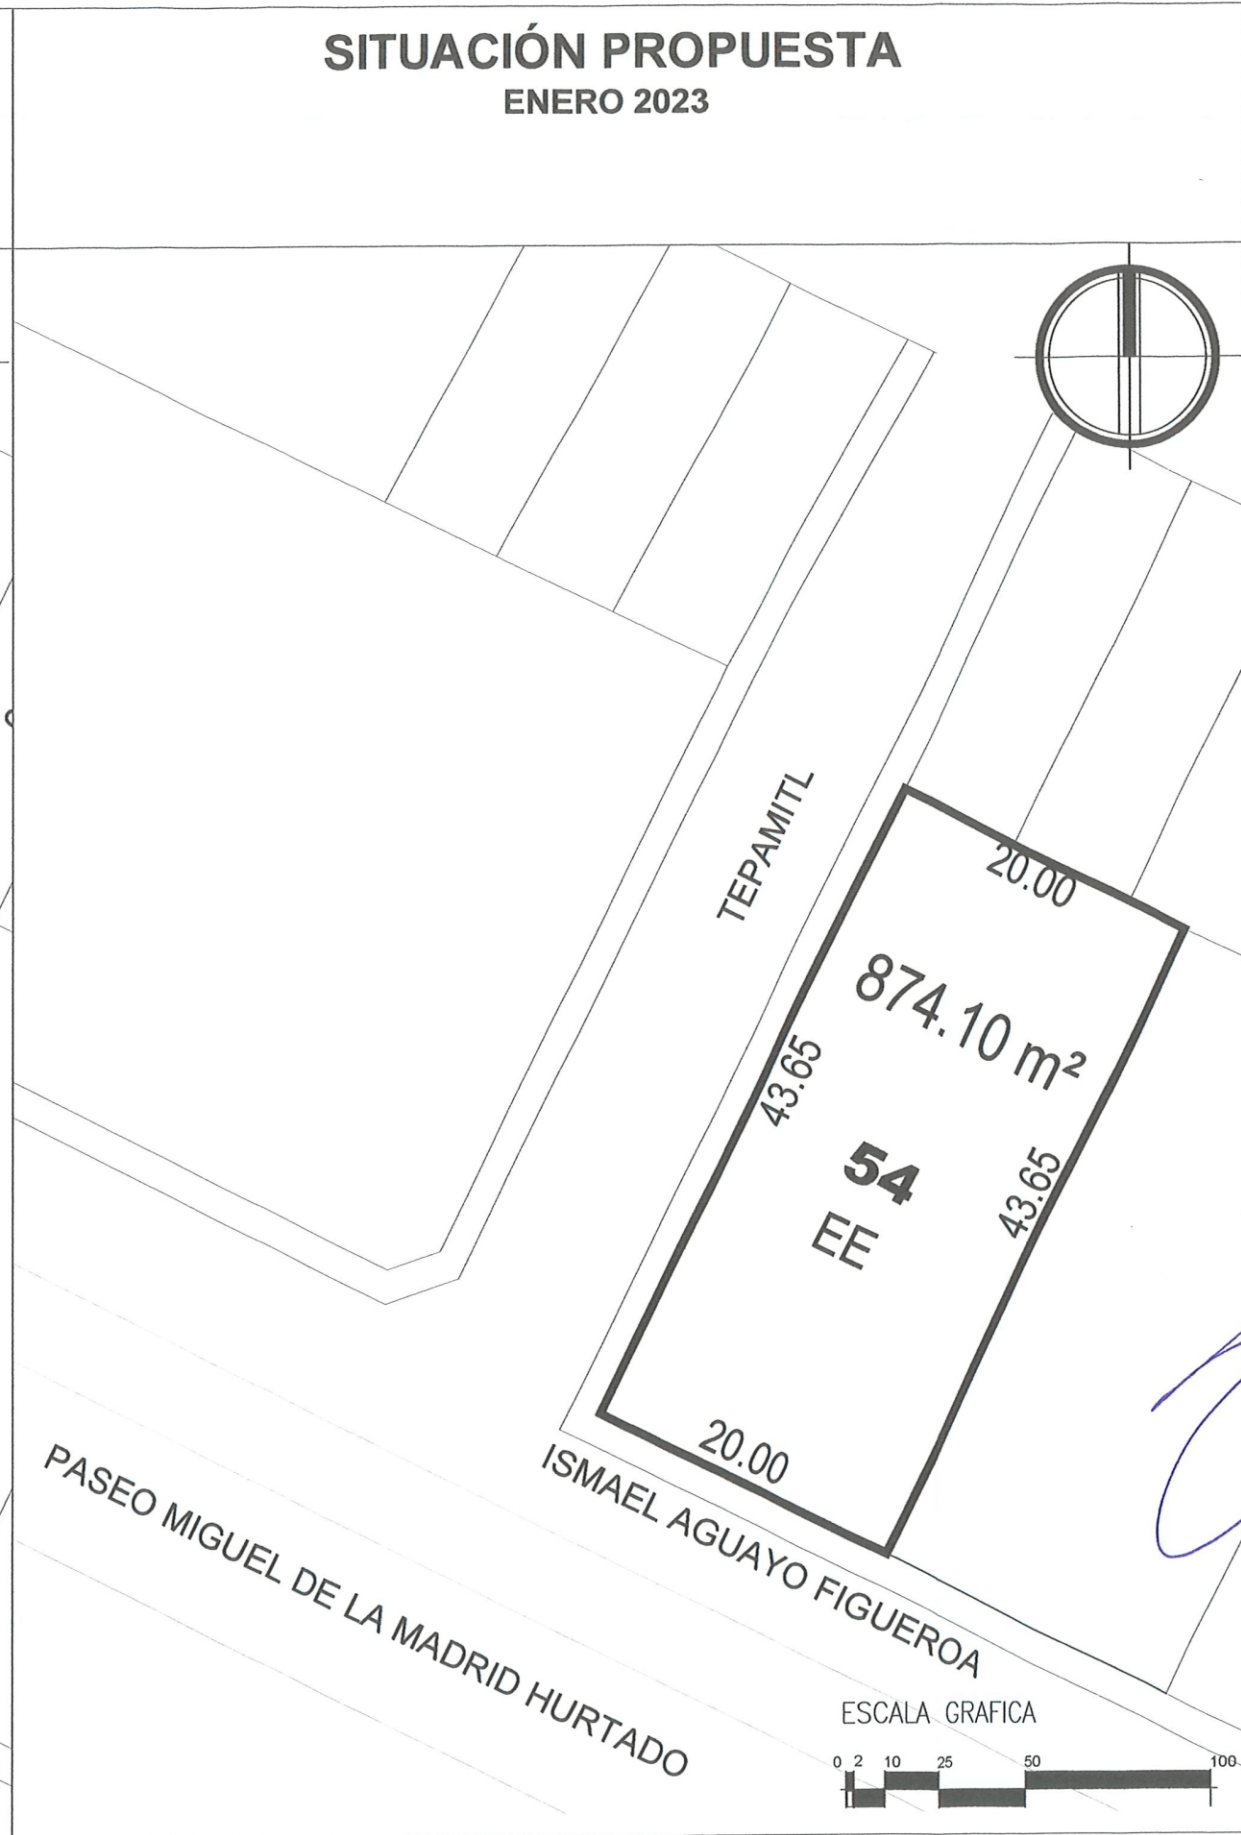 SITUACIÓN PROPUESTA
ENERO 2023
TEPAMITL
20.00
874.10 m²
43.65
54
43.65
EE
20.00
ISMAEL AGUAYO FIGUEROA
PASEO MIGUEL DE LA MADRID HURTADO
ESCALA GRAFICA
0 2 10 25 50 100